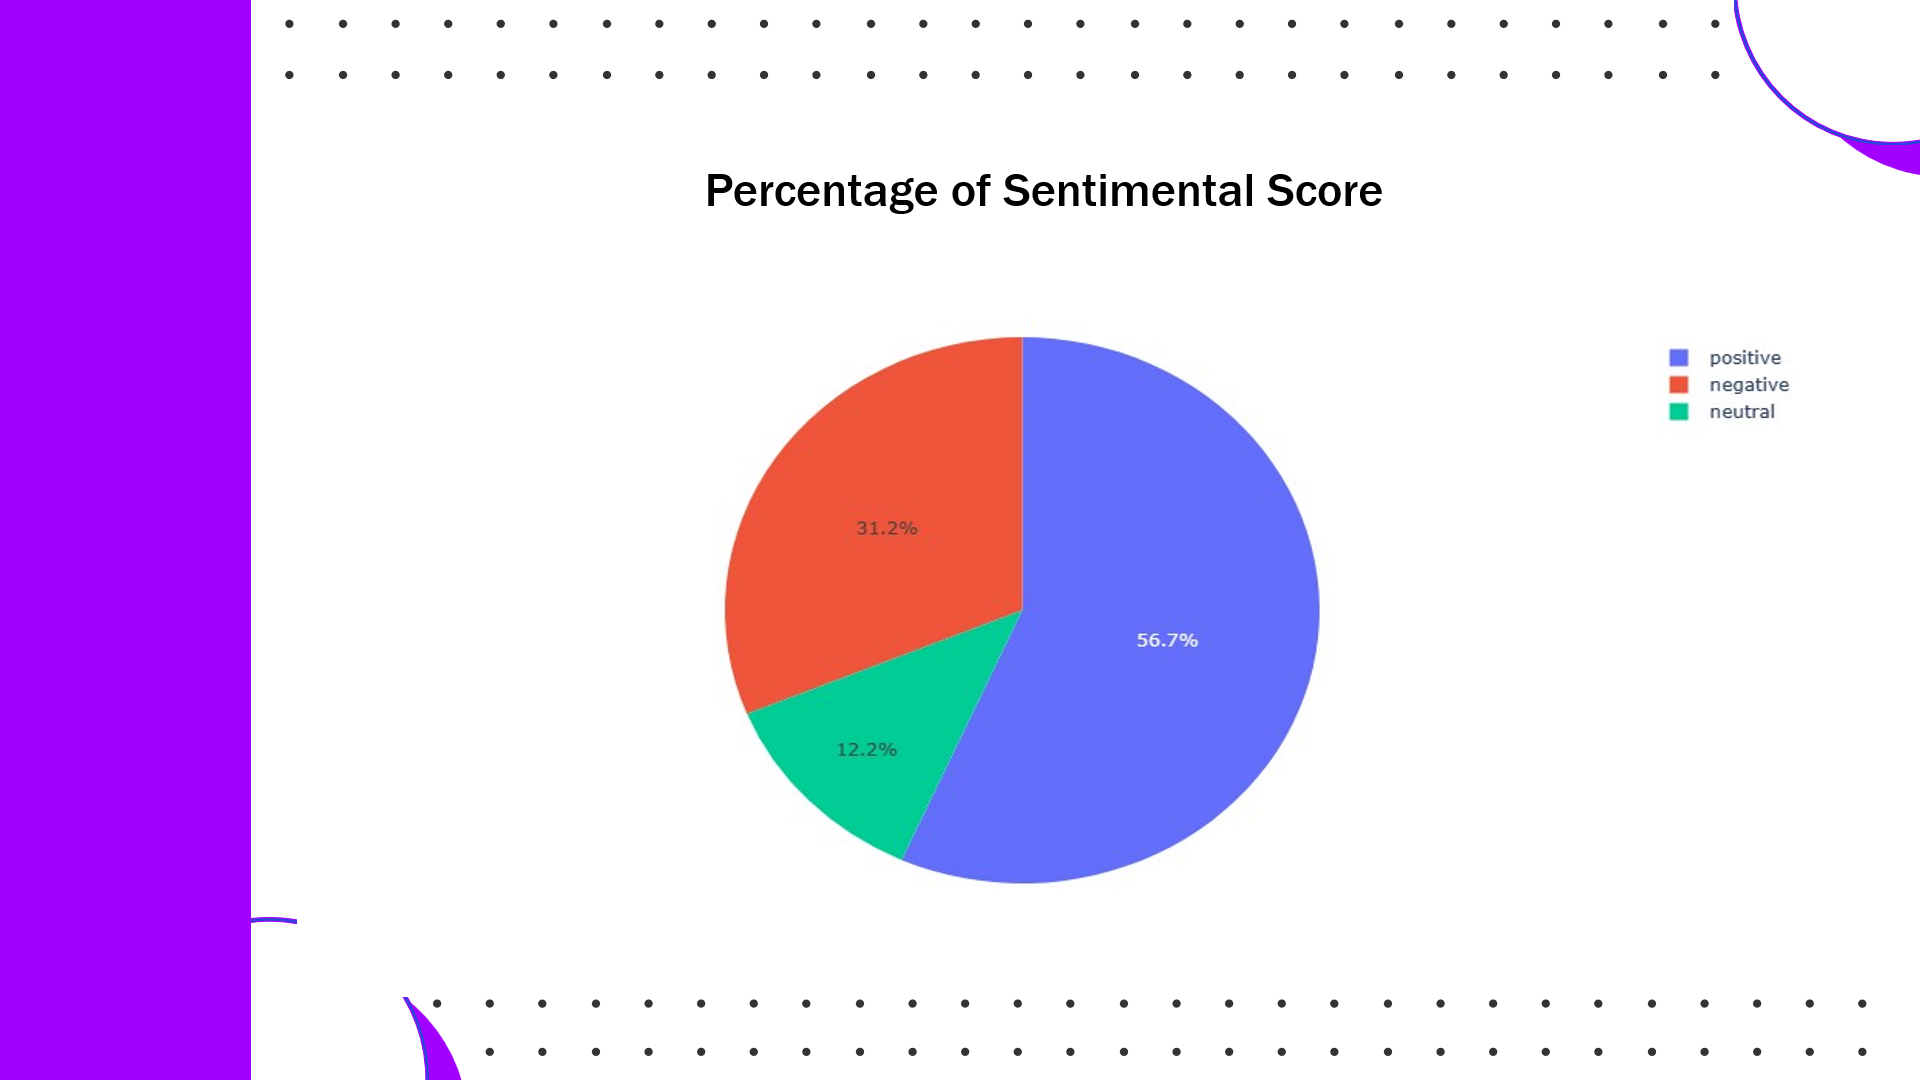 Percentage of Sentimental Score
positive
negative
neutral
31.2%
56.7%
12.2%